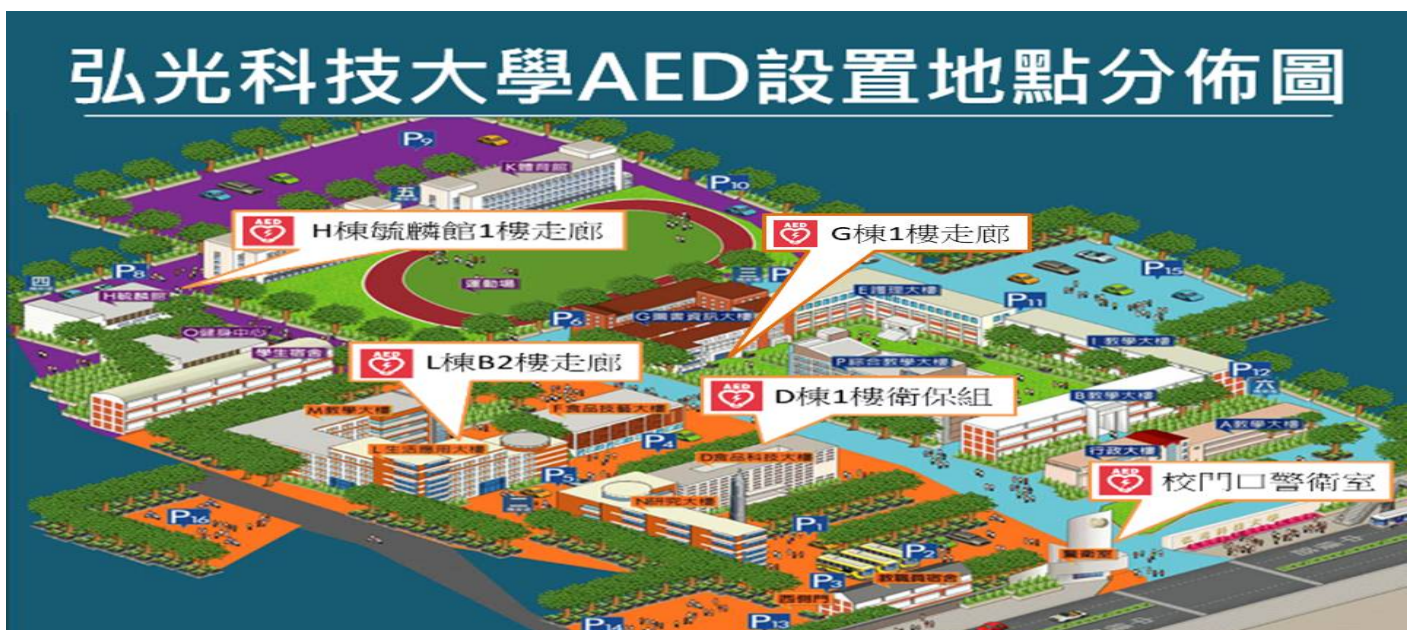 弘光科技大學AED設置地點分佈圖
P9
K體育館
五
P10
AED
H棟毓麟館1樓走廊
AED
G棟1樓走廊
四
P8
H毓麟館
運動場
三
P15
Q健身中心
P6
G圖書資訊大樓
E護理大樓
P11
學生宿舍
I教學大樓
AED
L棟B2樓走廊
P綜合教學大樓
P12
六
AED
D棟1樓衛保組
B教學大樓
M教學大樓
F食品技藝大樓
A教學大樓
P4
L生活應用大樓
D食品科技大樓
行政大樓
P5
AED
校門口警衛室
二
N研究大樓
P16
P1
弘光科技大學
P2
警衛室
P3
教職員宿舍
西側門
P14
P13